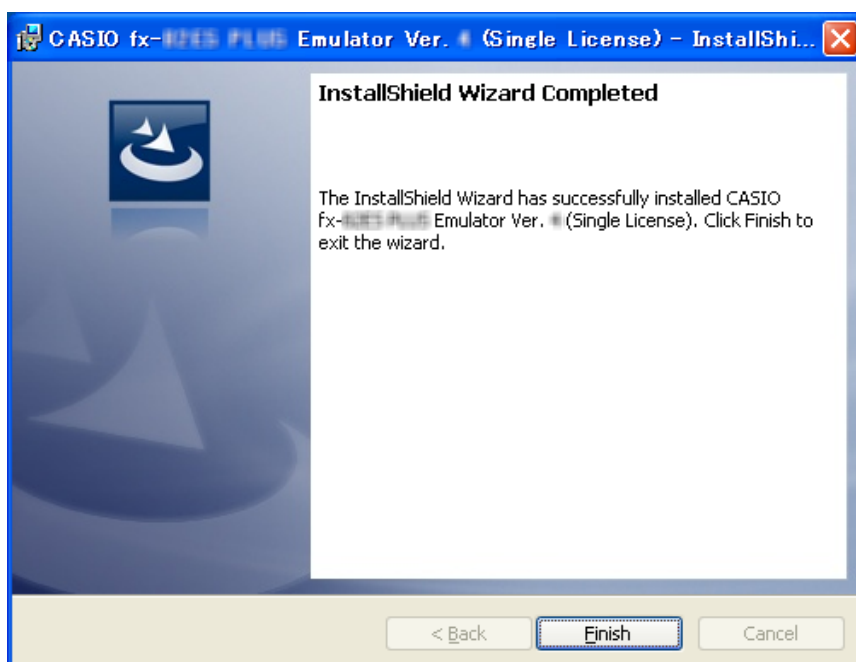 CASIO fx- Emulator Ver. (Single License) - InstallShi...
InstallShield Wizard Completed
The InstallShield Wizard has successfully installed CASIO
fx- Emulator Ver. (Single License). Click Finish to
exit the wizard.
< Back Finish Cancel